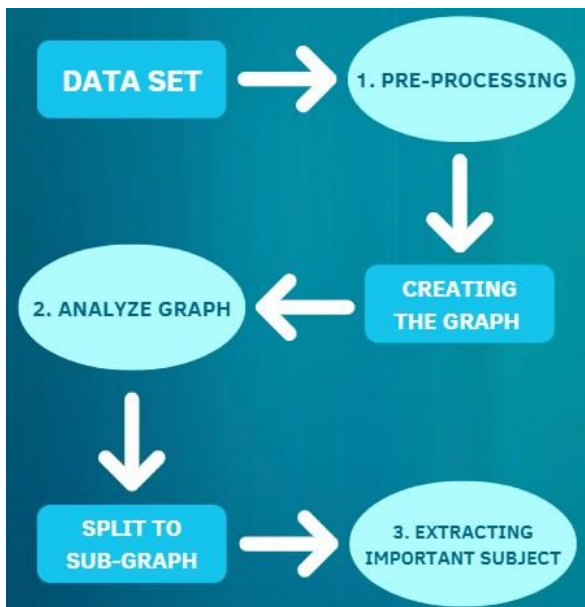 DATA SET
1. PRE-PROCESSING
CREATING
THE GRAPH
2. ANALYZE GRAPH
SPLIT TO
SUB-GRAPH
3. EXTRACTING
IMPORTANT SUBJECT